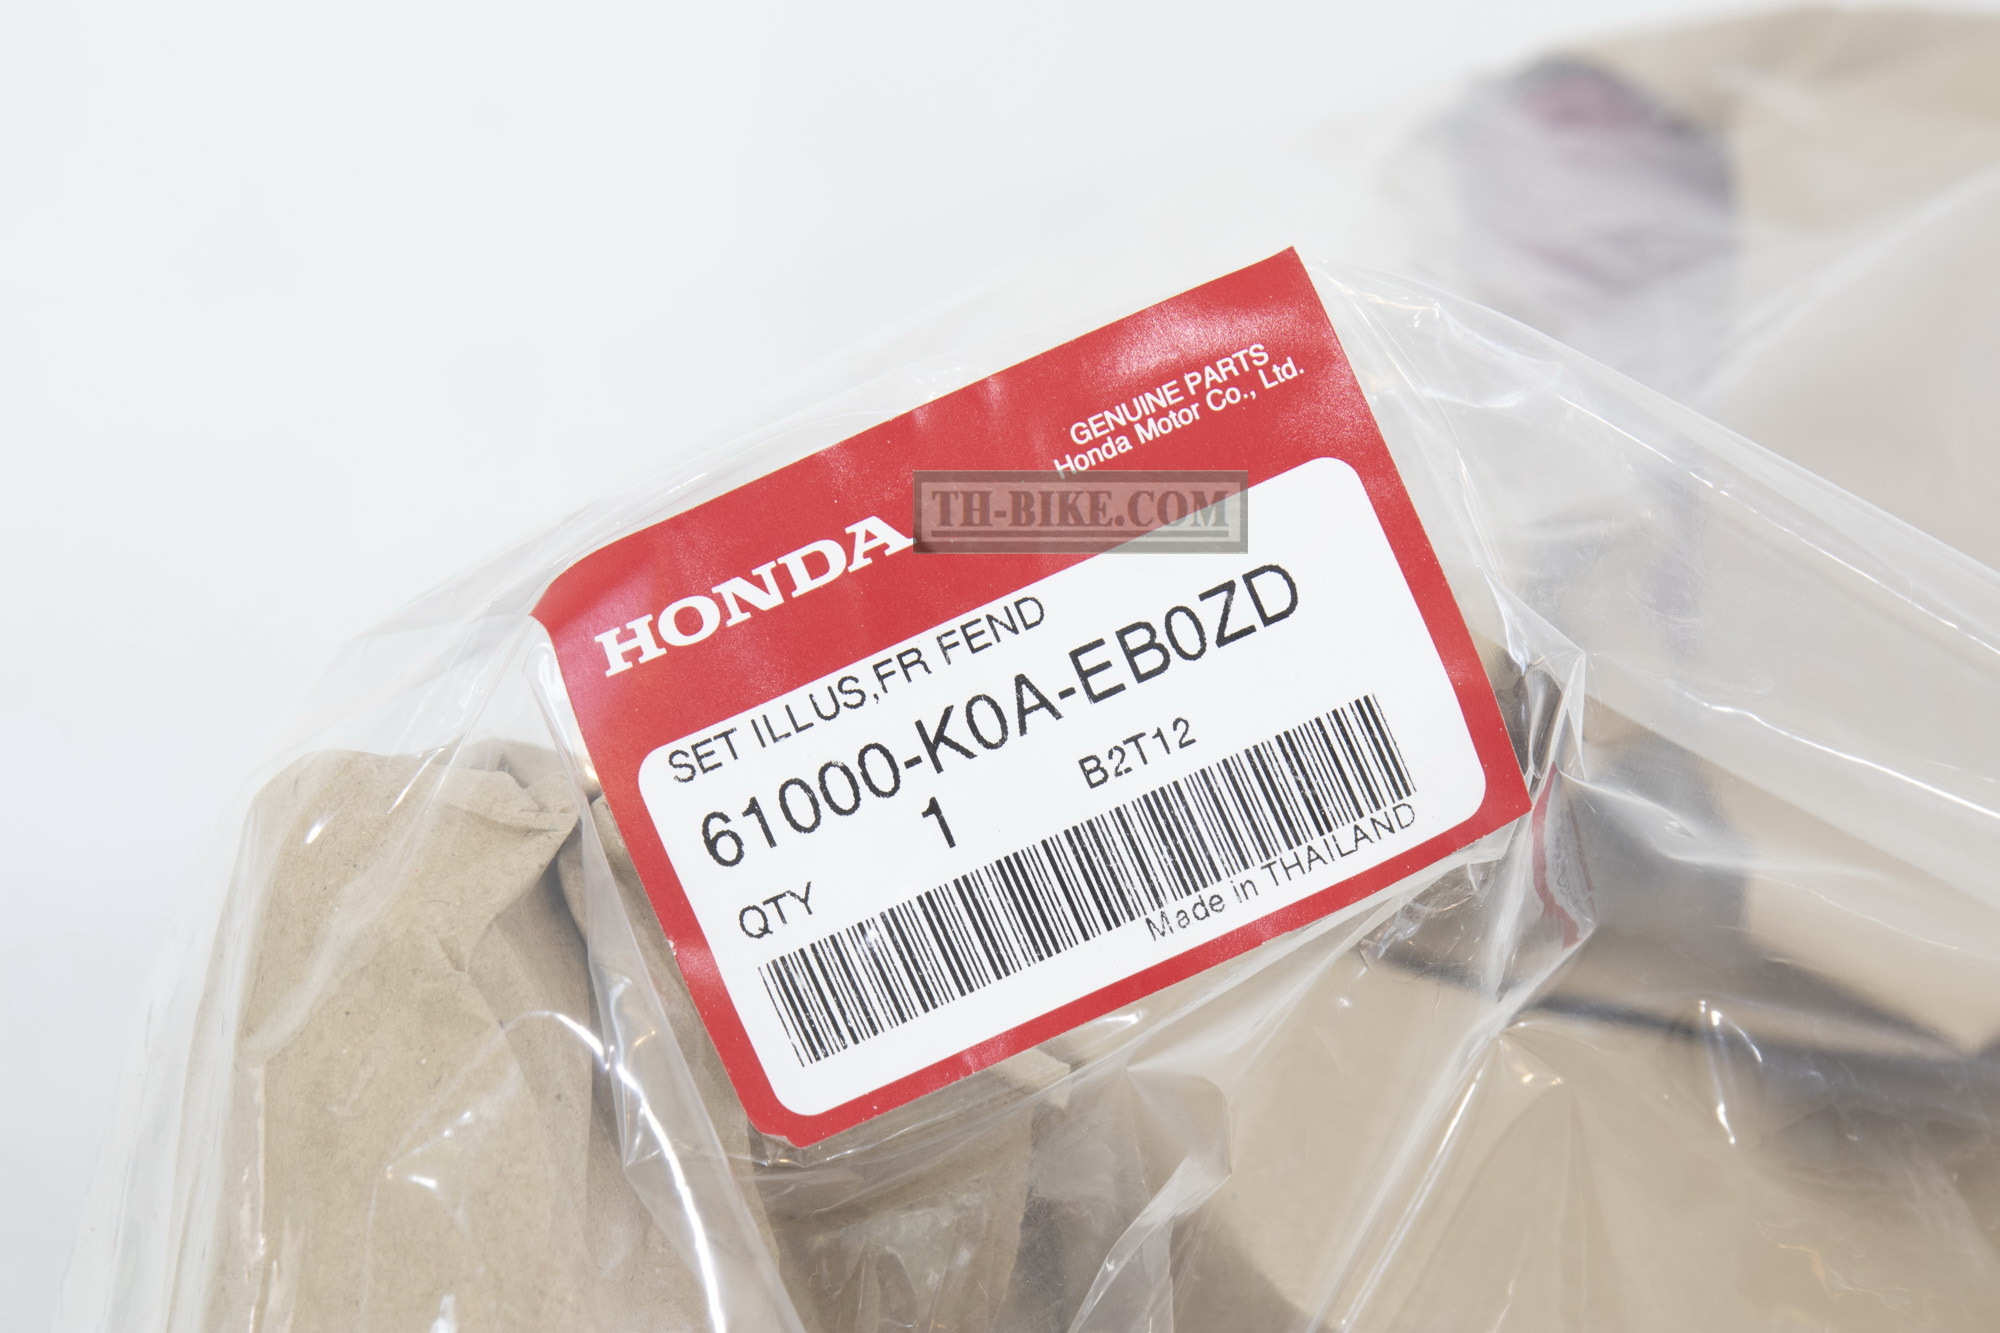 GENUINE PARTS
Honda Motor Co., Ltd.
HONDA
TH-BIKE.COM
SET ILLUS,FR FEND
61000-K0A-EB0ZD
QTY 1 B2T12
Made in THAILAND